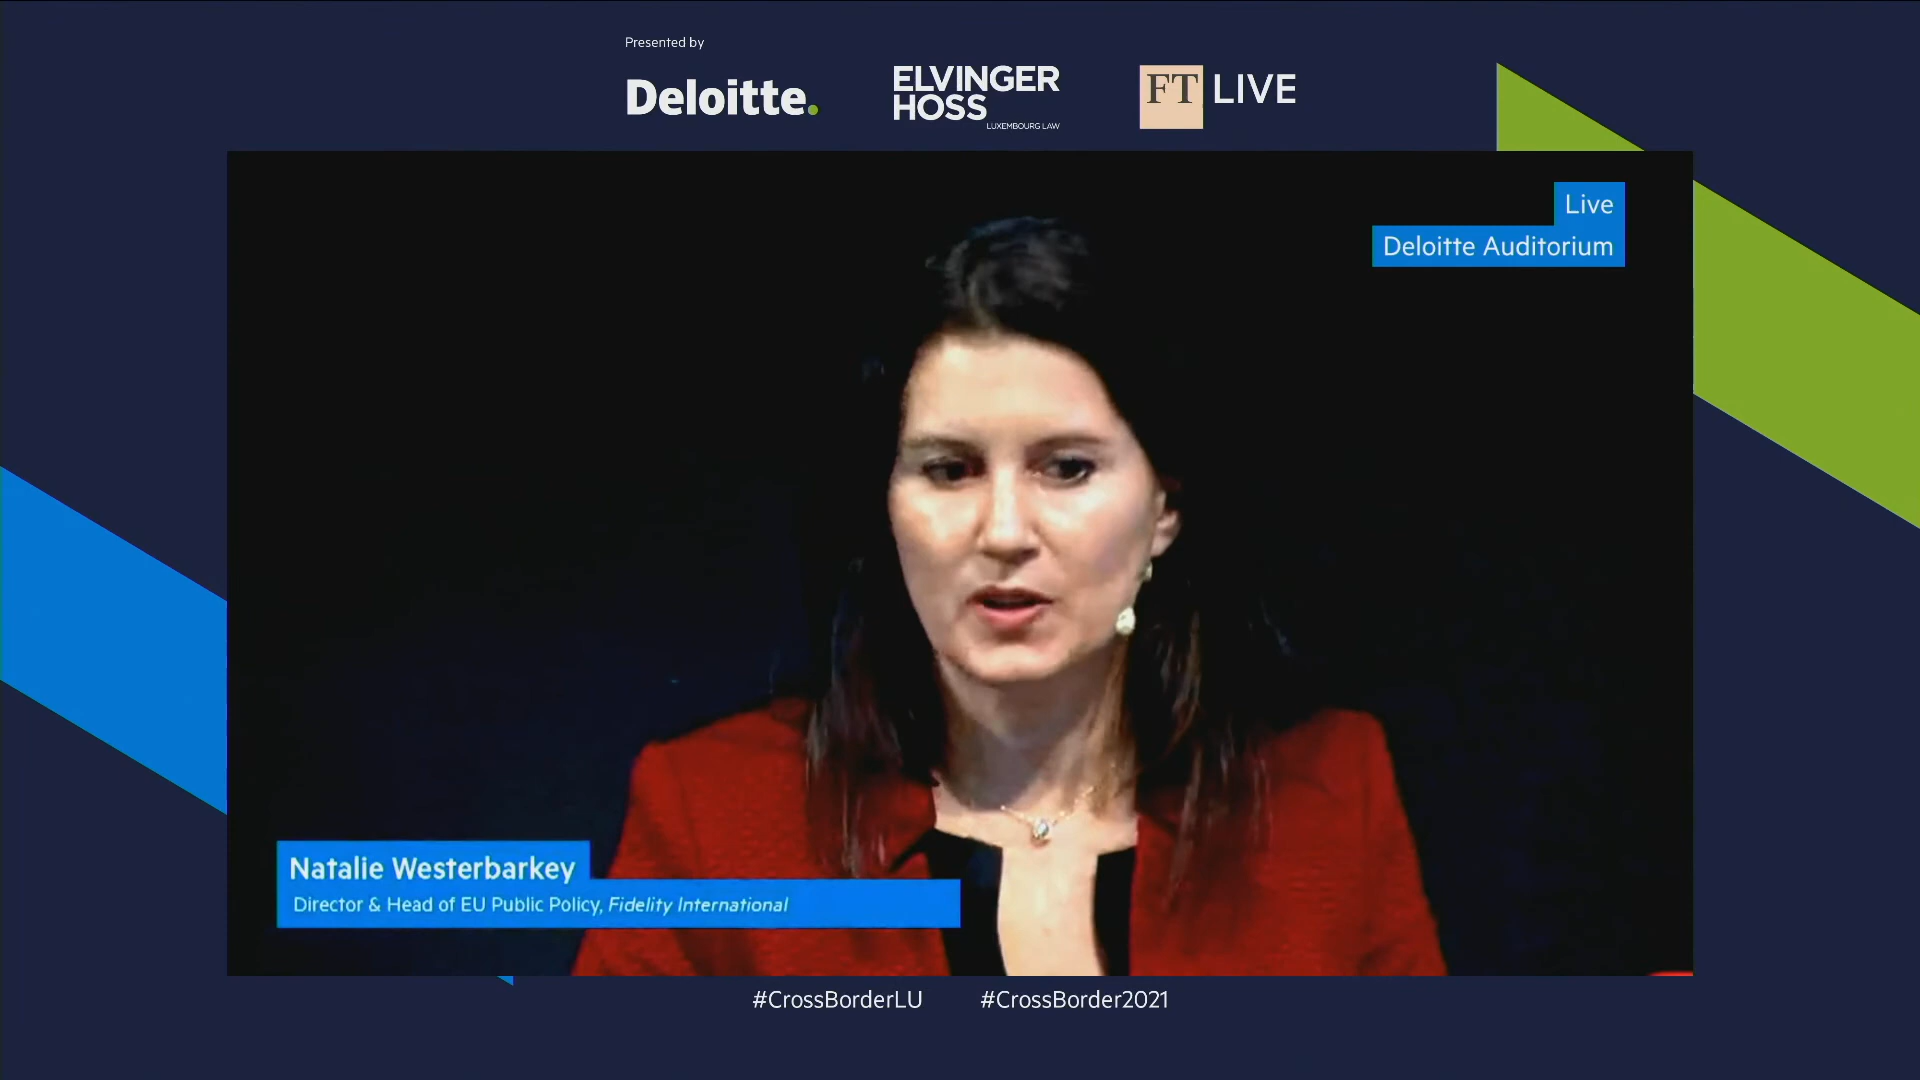 Presented by
Deloitte.
ELVINGER
HOSS
LUXEMBOURG LAW
FT LIVE
Live
Deloitte Auditorium
Natalie Westerbarkey
Director & Head of EU Public Policy, Fidelity International
#CrossBorderLU #CrossBorder2021